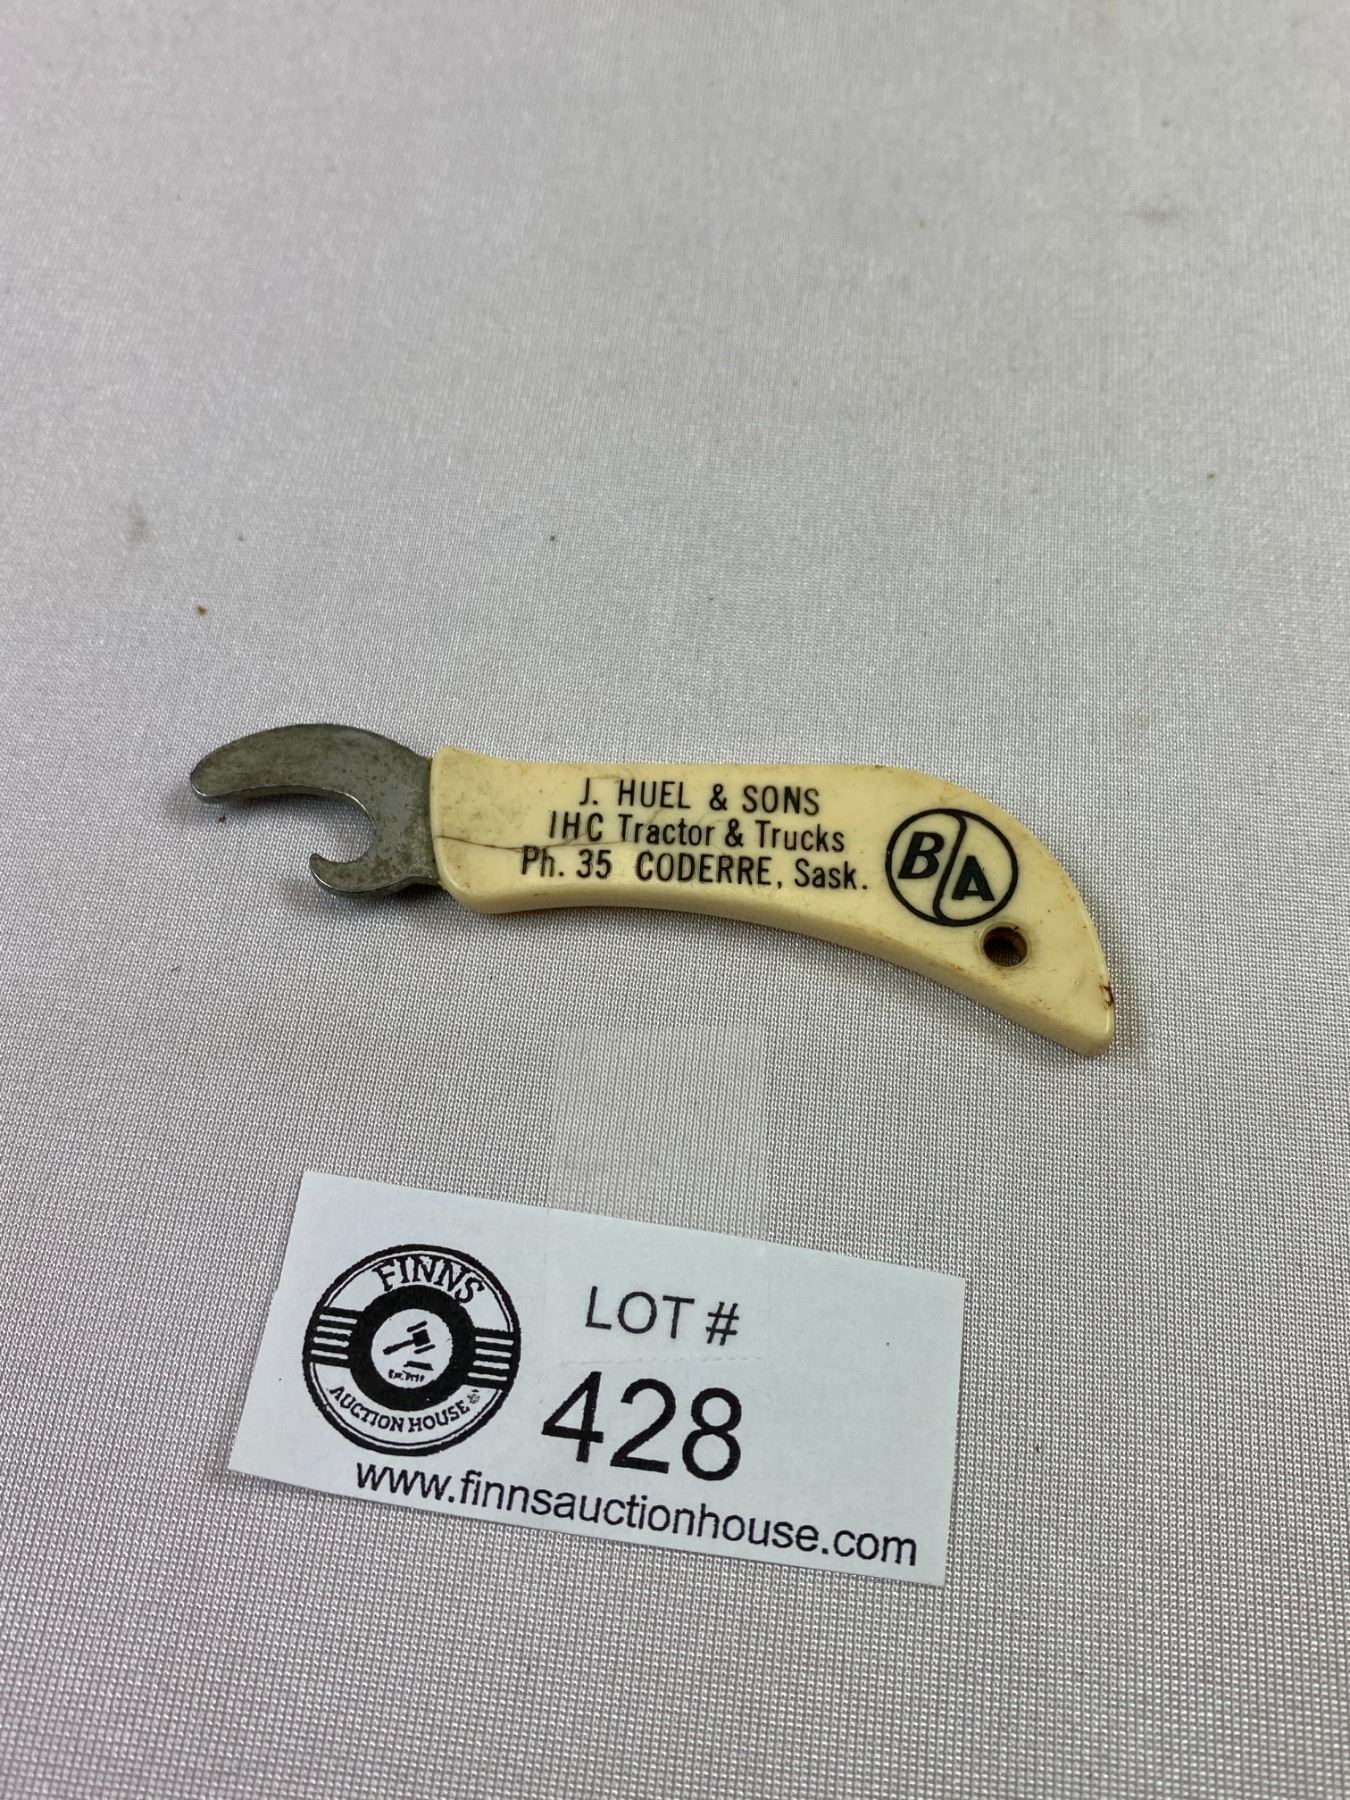 J. HUEL & SONS
IHC Tractor & Trucks
Ph. 35 CODERRE, Sask.
B/A
FINNS
AUCTION HOUSE
LOT #
428
www.finnsauctionhouse.com